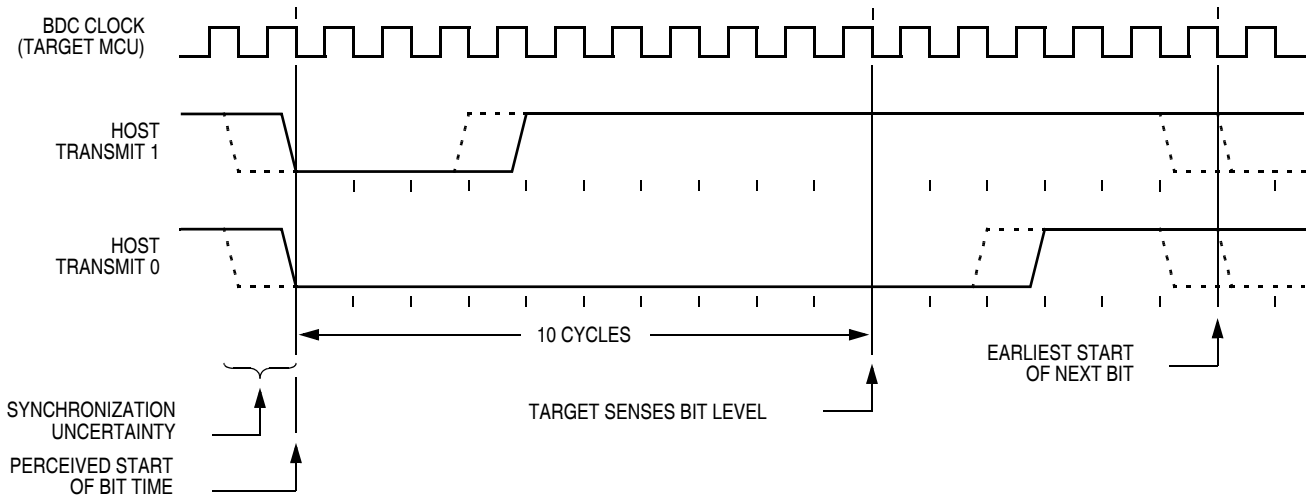 BDC CLOCK
(TARGET MCU)
HOST
TRANSMIT 1
HOST
TRANSMIT 0
10 CYCLES
EARLIEST START
OF NEXT BIT
SYNCHRONIZATION
UNCERTAINTY
TARGET SENSES BIT LEVEL
PERCEIVED START
OF BIT TIME